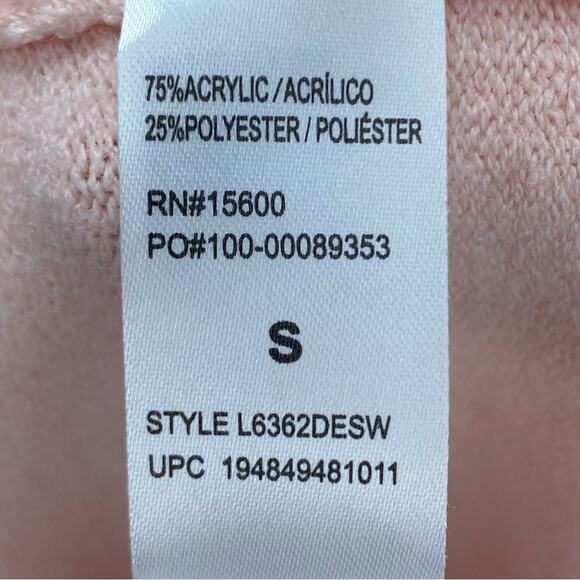 75%ACRYLIC/ACRÍLICO
25%POLYESTER/POLIÉSTER
RN#15600
PO#100-00089353
S
STYLE L6362DESW
UPC 194849481011